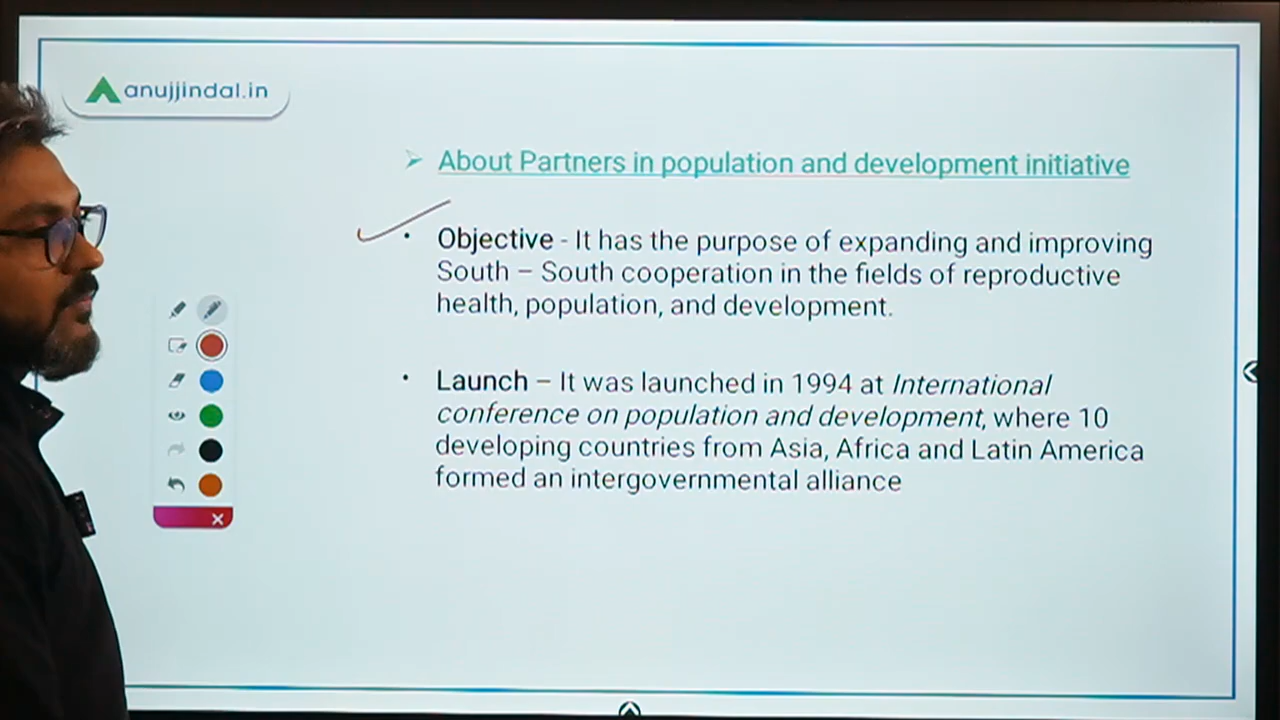 anujjindal.in
➢ About Partners in population and development initiative
• Objective - It has the purpose of expanding and improving
South – South cooperation in the fields of reproductive
health, population, and development.
• Launch – It was launched in 1994 at International
conference on population and development, where 10
developing countries from Asia, Africa and Latin America
formed an intergovernmental alliance